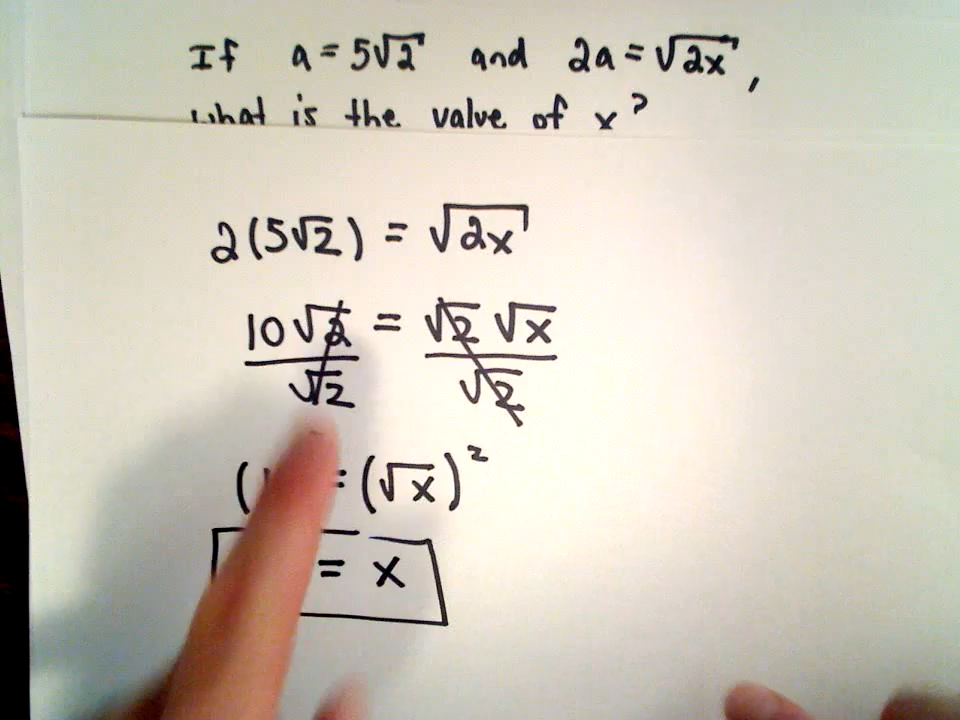 If a = 5√2 and 2a = √2x,
what is the value of x?
2(5√2) = √2x
10√2 = √2 √x
√2 √2
( = (√x)²
= x